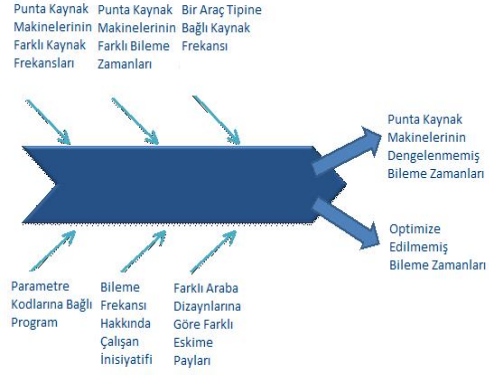 Punta Kaynak
Makinelerinin
Farklı Kaynak
Frekansları
Punta Kaynak
Makinelerinin
Farklı Bileme
Zamanları
Bir Araç Tipine
Bağlı Kaynak
Frekansı
Punta Kaynak
Makinelerinin
Dengelenmemiş
Bileme Zamanları
Optimize
Edilmemiş
Bileme Zamanları
Parametre
Kodlarına Bağlı
Program
Bileme
Frekansı
Hakkında
Çalışan
İnisiyatifi
Farklı Araba
Dizaynlarına
Göre Farklı
Eskime
Payları